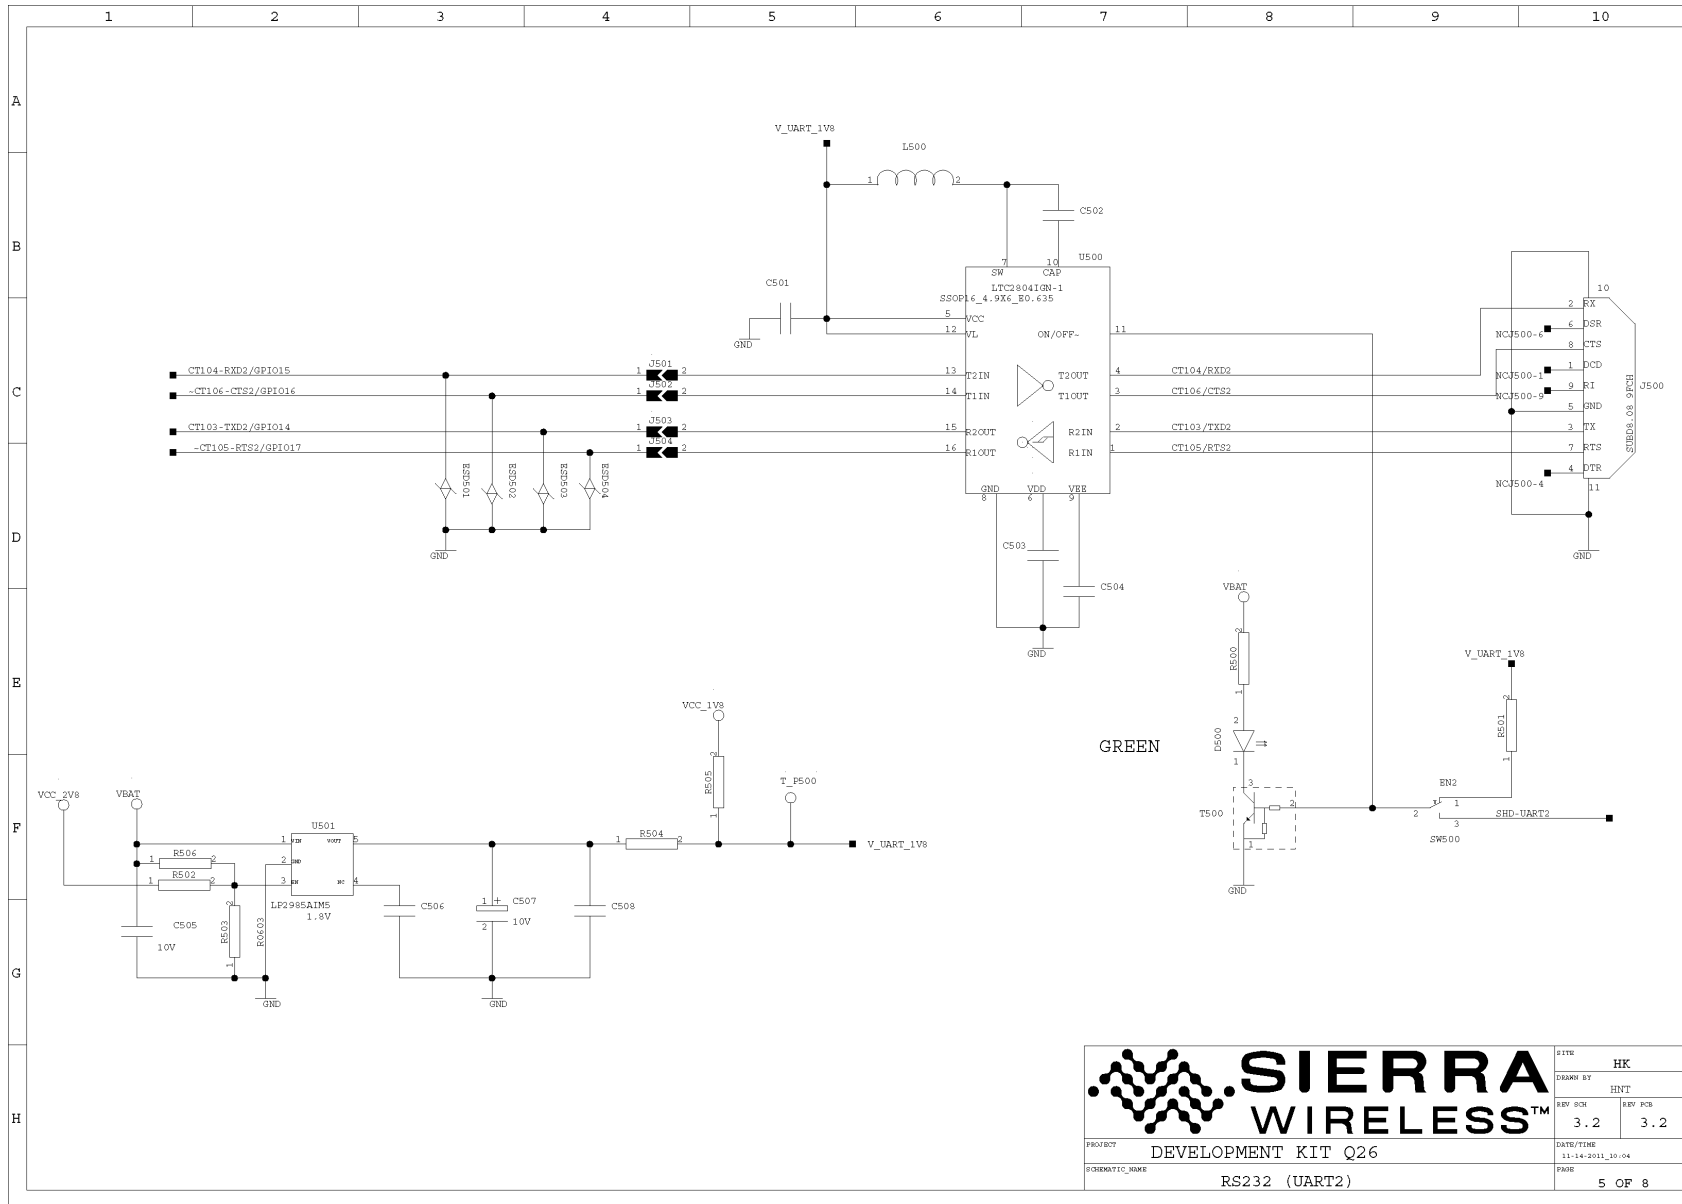 1 2 3 4 5 6 7 8 9 10
A
B
C
D
E
F
G
H
V_UART_1V8
L500
1 2
C502
7 10 U500
SW CAP
LTC2804IGN-1
SSOP16_4.9X6_E0.635
C501
GND
5 VCC
12 VL
ON/OFF~ 11
CT104-RXD2/GPIO15 1 J501 2 13 T2IN T2OUT 4 CT104/RXD2
~CT106-CTS2/GPIO16 1 J502 2 14 T1IN T1OUT 3 CT106/CTS2
CT103-TXD2/GPIO14 1 J503 2 15 R2OUT R2IN 2 CT103/TXD2
~CT105-RTS2/GPIO17 1 J504 2 16 R1OUT R1IN 1 CT105/RTS2
ESD501
ESD502
ESD503
ESD504
GND
GND VDD VEE
8 6 9
C503
C504
GND
10
2 RX
NCJ500-6 6 DSR
8 CTS
NCJ500-1 1 DCD
NCJ500-9 9 RI
5 GND
3 TX
7 RTS
NCJ500-4 4 DTR
11
J500
SUBD8.08 9FCH
GND
VBAT
2
R500
1
2
D500
1
GREEN
3
T500
2
1
GND
V_UART_1V8
2
R501
1
EN2
1
2
3
SHD-UART2
SW500
VCC_2V8
VBAT
U501
1 VIN VOUT 5
2 GND
3 EN NC 4
LP2985AIM5
1.8V
1 R506 2
1 R502 2
2
R503
1
R0603
C505
10V
GND
C506
1 +
C507
10V
2
C508
GND
1 R504 2
VCC_1V8
2
R505
1
T_P500
V_UART_1V8
SIERRA
WIRELESS™
SITE
HK
DRAWN BY
HNT
REV SCH REV PCB
3.2 3.2
PROJECT
DEVELOPMENT KIT Q26
DATE/TIME
11-14-2011_10:04
SCHEMATIC_NAME
RS232 (UART2)
PAGE
5 OF 8